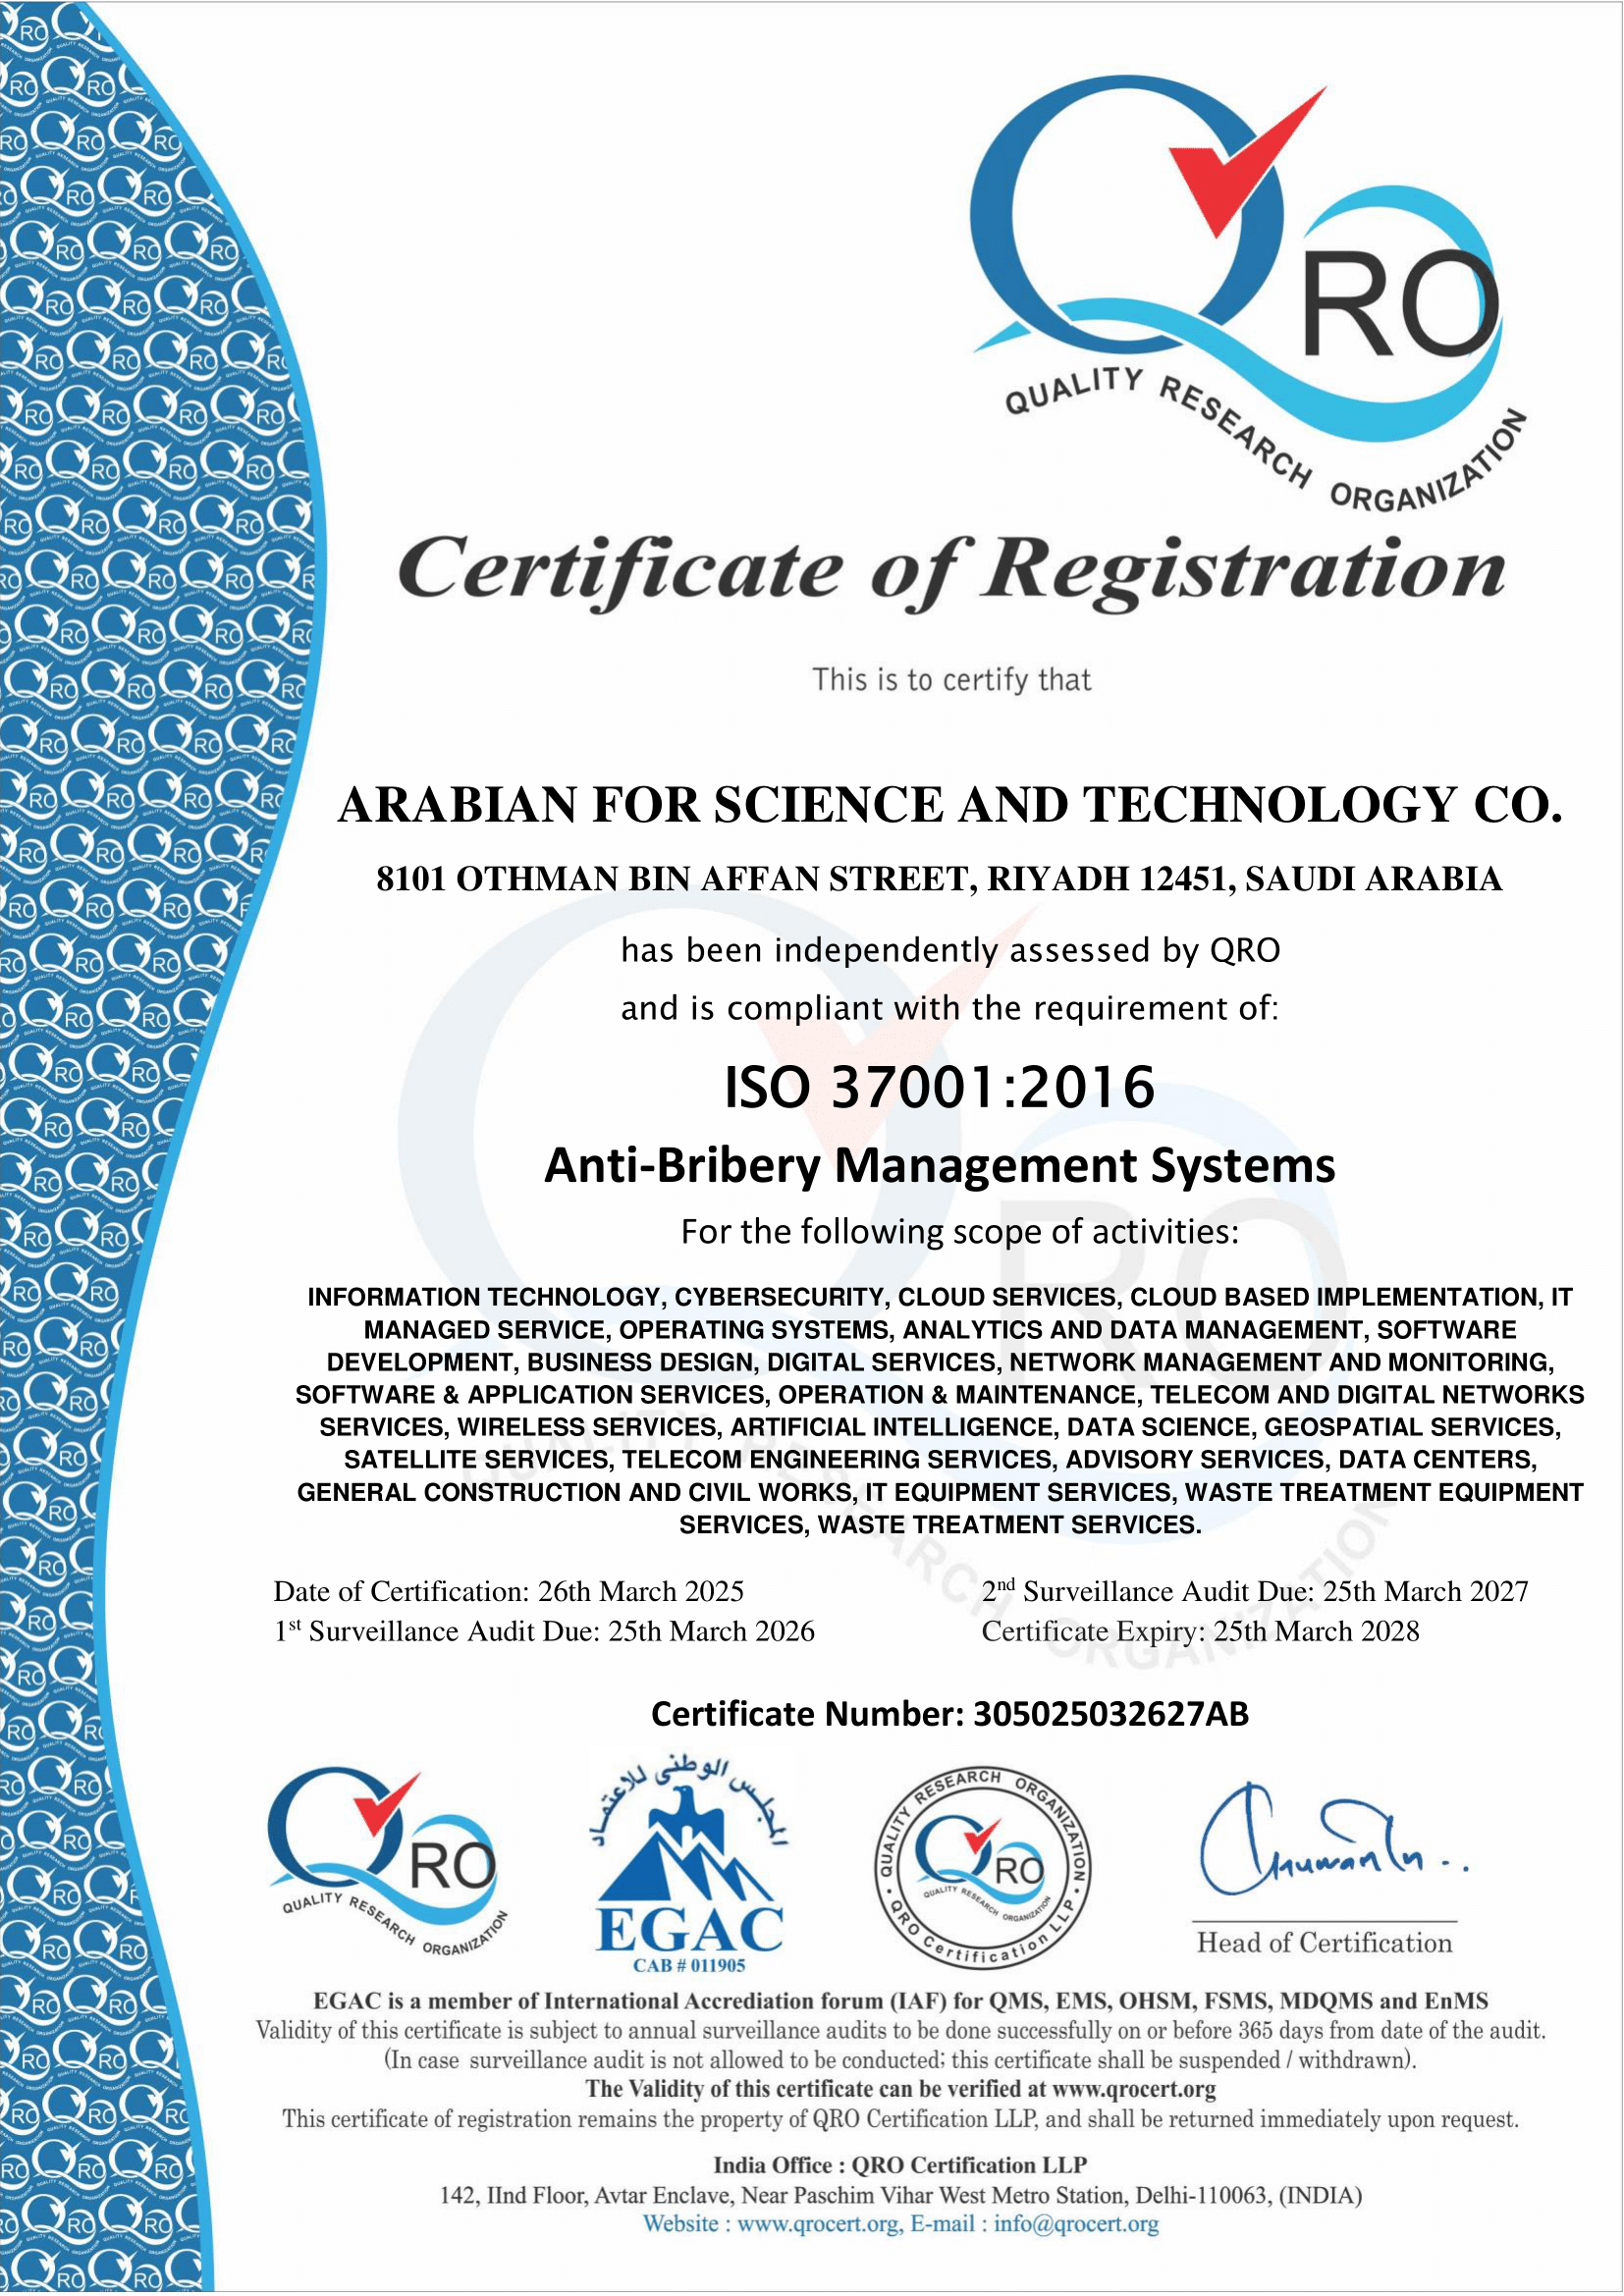 QRO
QUALITY RESEARCH ORGANIZATION
Certificate of Registration
This is to certify that
ARABIAN FOR SCIENCE AND TECHNOLOGY CO.
8101 OTHMAN BIN AFFAN STREET, RIYADH 12451, SAUDI ARABIA
has been independently assessed by QRO
and is compliant with the requirement of:
ISO 37001:2016
Anti-Bribery Management Systems
For the following scope of activities:
INFORMATION TECHNOLOGY, CYBERSECURITY, CLOUD SERVICES, CLOUD BASED IMPLEMENTATION, IT
MANAGED SERVICE, OPERATING SYSTEMS, ANALYTICS AND DATA MANAGEMENT, SOFTWARE
DEVELOPMENT, BUSINESS DESIGN, DIGITAL SERVICES, NETWORK MANAGEMENT AND MONITORING,
SOFTWARE & APPLICATION SERVICES, OPERATION & MAINTENANCE, TELECOM AND DIGITAL NETWORKS
SERVICES, WIRELESS SERVICES, ARTIFICIAL INTELLIGENCE, DATA SCIENCE, GEOSPATIAL SERVICES,
SATELLITE SERVICES, TELECOM ENGINEERING SERVICES, ADVISORY SERVICES, DATA CENTERS,
GENERAL CONSTRUCTION AND CIVIL WORKS, IT EQUIPMENT SERVICES, WASTE TREATMENT EQUIPMENT
SERVICES, WASTE TREATMENT SERVICES.
Date of Certification: 26th March 2025
1st Surveillance Audit Due: 25th March 2026
2nd Surveillance Audit Due: 25th March 2027
Certificate Expiry: 25th March 2028
Certificate Number: 305025032627AB
QRO
QUALITY RESEARCH ORGANIZATION
المجلس الوطنى للاعتماد
EGAC
CAB # 011905
QUALITY RESEARCH ORGANIZATION
QRO
QUALITY RESEARCH ORGANIZATION
QRO Certification LLP
Head of Certification
EGAC is a member of International Accrediation forum (IAF) for QMS, EMS, OHSM, FSMS, MDQMS and EnMS
Validity of this certificate is subject to annual surveillance audits to be done successfully on or before 365 days from date of the audit.
(In case surveillance audit is not allowed to be conducted; this certificate shall be suspended / withdrawn).
The Validity of this certificate can be verified at www.qrocert.org
This certificate of registration remains the property of QRO Certification LLP, and shall be returned immediately upon request.
India Office : QRO Certification LLP
142, IInd Floor, Avtar Enclave, Near Paschim Vihar West Metro Station, Delhi-110063, (INDIA)
Website : www.qrocert.org, E-mail : info@qrocert.org